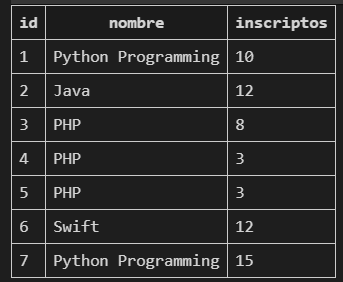 id nombre inscriptos
1 Python Programming 10
2 Java 12
3 PHP 8
4 PHP 3
5 PHP 3
6 Swift 12
7 Python Programming 15